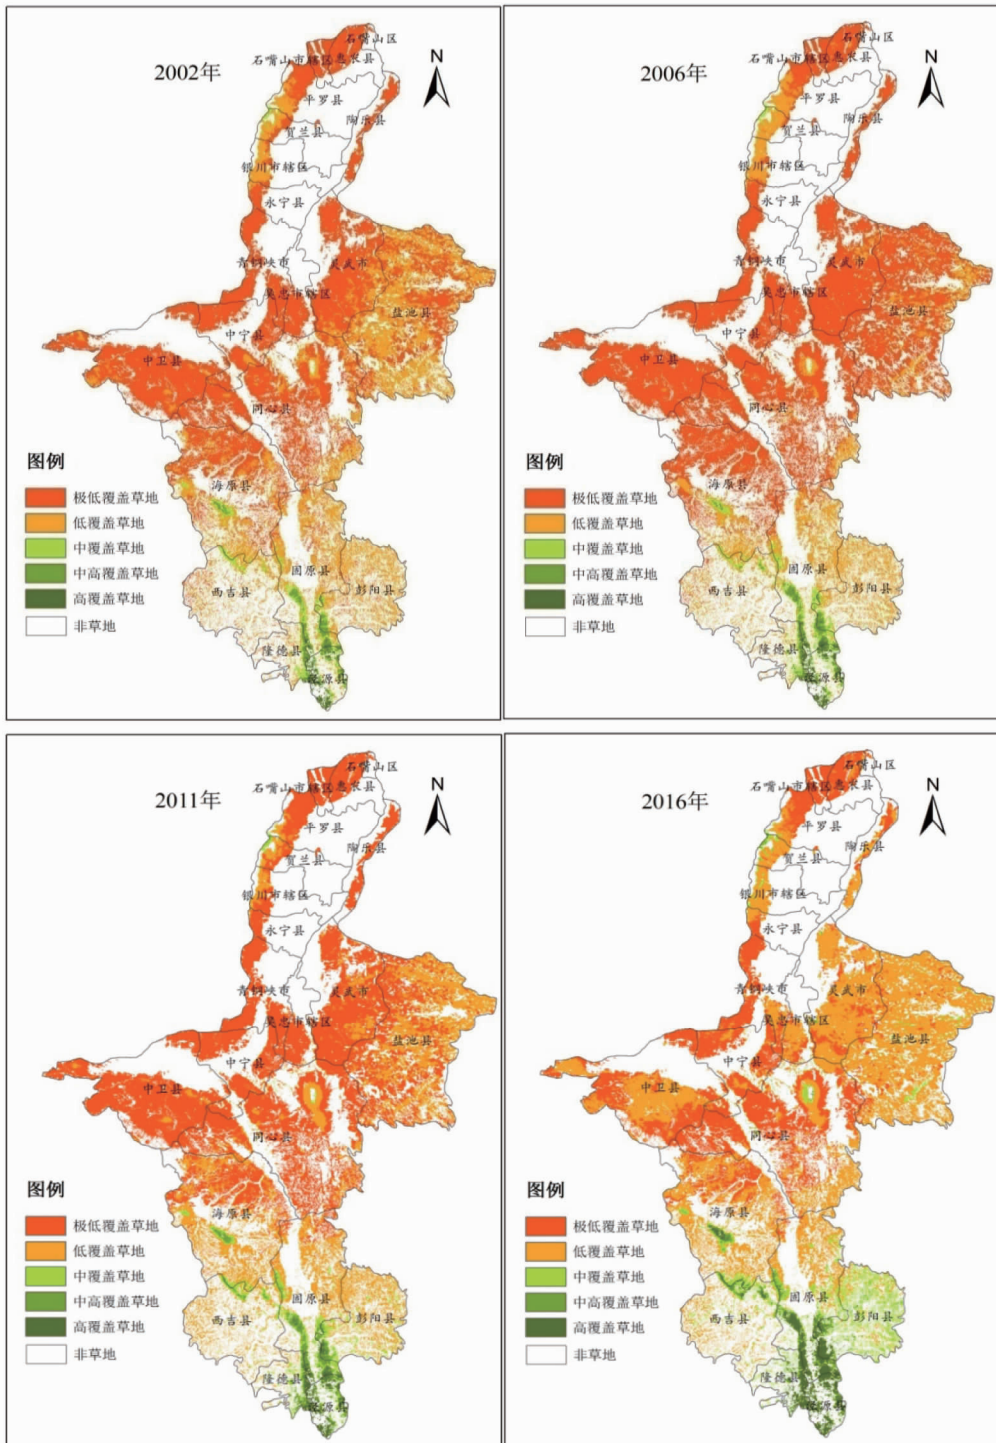 2002年
N
石嘴山区
石嘴山市辖区
惠农县
平罗县
陶乐县
贺兰县
银川市辖区
永宁县
青铜峡市
灵武市
吴忠市辖区
盐池县
中宁县
中卫县
同心县
海原县
固原县
西吉县
彭阳县
隆德县
泾源县
图例
极低覆盖草地
低覆盖草地
中覆盖草地
中高覆盖草地
高覆盖草地
非草地
2006年
N
石嘴山区
石嘴山市辖区
惠农县
平罗县
陶乐县
贺兰县
银川市辖区
永宁县
青铜峡市
灵武市
吴忠市辖区
盐池县
中宁县
中卫县
同心县
海原县
固原县
西吉县
彭阳县
隆德县
泾源县
图例
极低覆盖草地
低覆盖草地
中覆盖草地
中高覆盖草地
高覆盖草地
非草地
2011年
N
石嘴山区
石嘴山市辖区
惠农县
平罗县
陶乐县
贺兰县
银川市辖区
永宁县
青铜峡市
灵武市
吴忠市辖区
盐池县
中宁县
中卫县
同心县
海原县
固原县
西吉县
彭阳县
隆德县
泾源县
图例
极低覆盖草地
低覆盖草地
中覆盖草地
中高覆盖草地
高覆盖草地
非草地
2016年
N
石嘴山区
石嘴山市辖区
惠农县
平罗县
陶乐县
贺兰县
银川市辖区
永宁县
青铜峡市
灵武市
吴忠市辖区
盐池县
中宁县
中卫县
同心县
海原县
固原县
西吉县
彭阳县
隆德县
泾源县
图例
极低覆盖草地
低覆盖草地
中覆盖草地
中高覆盖草地
高覆盖草地
非草地